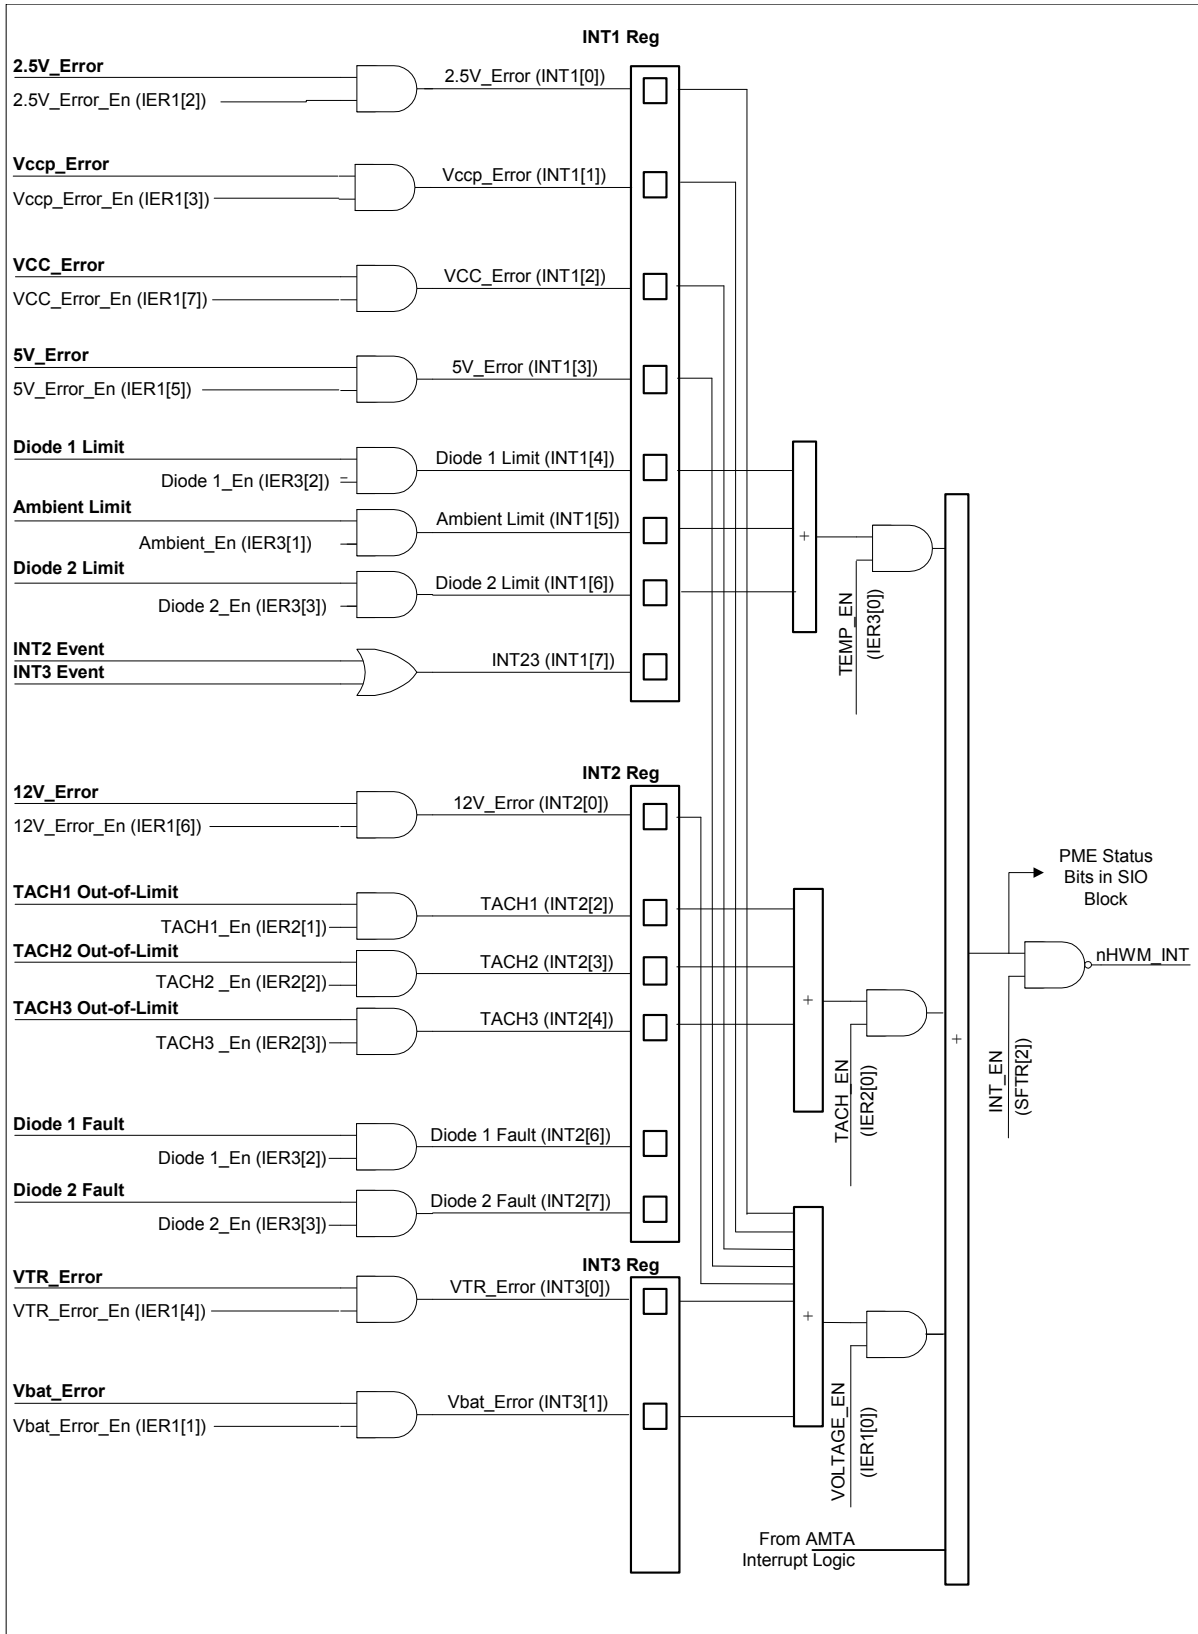 INT1 Reg
2.5V_Error
2.5V_Error_En (IER1[2])
2.5V_Error (INT1[0])
Vccp_Error
Vccp_Error_En (IER1[3])
Vccp_Error (INT1[1])
VCC_Error
VCC_Error_En (IER1[7])
VCC_Error (INT1[2])
5V_Error
5V_Error_En (IER1[5])
5V_Error (INT1[3])
Diode 1 Limit
Diode 1_En (IER3[2])
Diode 1 Limit (INT1[4])
Ambient Limit
Ambient_En (IER3[1])
Ambient Limit (INT1[5])
Diode 2 Limit
Diode 2_En (IER3[3])
Diode 2 Limit (INT1[6])
+
TEMP_EN
(IER3[0])
INT2 Event
INT3 Event
INT23 (INT1[7])
INT2 Reg
12V_Error
12V_Error_En (IER1[6])
12V_Error (INT2[0])
TACH1 Out-of-Limit
TACH1_En (IER2[1])
TACH1 (INT2[2])
TACH2 Out-of-Limit
TACH2 _En (IER2[2])
TACH2 (INT2[3])
TACH3 Out-of-Limit
TACH3 _En (IER2[3])
TACH3 (INT2[4])
+
TACH_EN
(IER2[0])
PME Status
Bits in SIO
Block
nHWM_INT
+
INT_EN
(SFTR[2])
Diode 1 Fault
Diode 1_En (IER3[2])
Diode 1 Fault (INT2[6])
Diode 2 Fault
Diode 2_En (IER3[3])
Diode 2 Fault (INT2[7])
INT3 Reg
VTR_Error
VTR_Error_En (IER1[4])
VTR_Error (INT3[0])
+
Vbat_Error
Vbat_Error_En (IER1[1])
Vbat_Error (INT3[1])
VOLTAGE_EN
(IER1[0])
From AMTA
Interrupt Logic